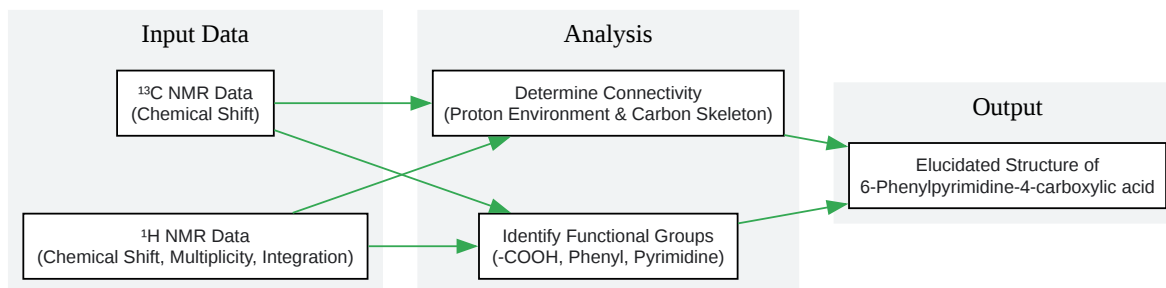 Input Data
¹³C NMR Data
(Chemical Shift)
¹H NMR Data
(Chemical Shift, Multiplicity, Integration)
Analysis
Determine Connectivity
(Proton Environment & Carbon Skeleton)
Identify Functional Groups
(-COOH, Phenyl, Pyrimidine)
Output
Elucidated Structure of
6-Phenylpyrimidine-4-carboxylic acid